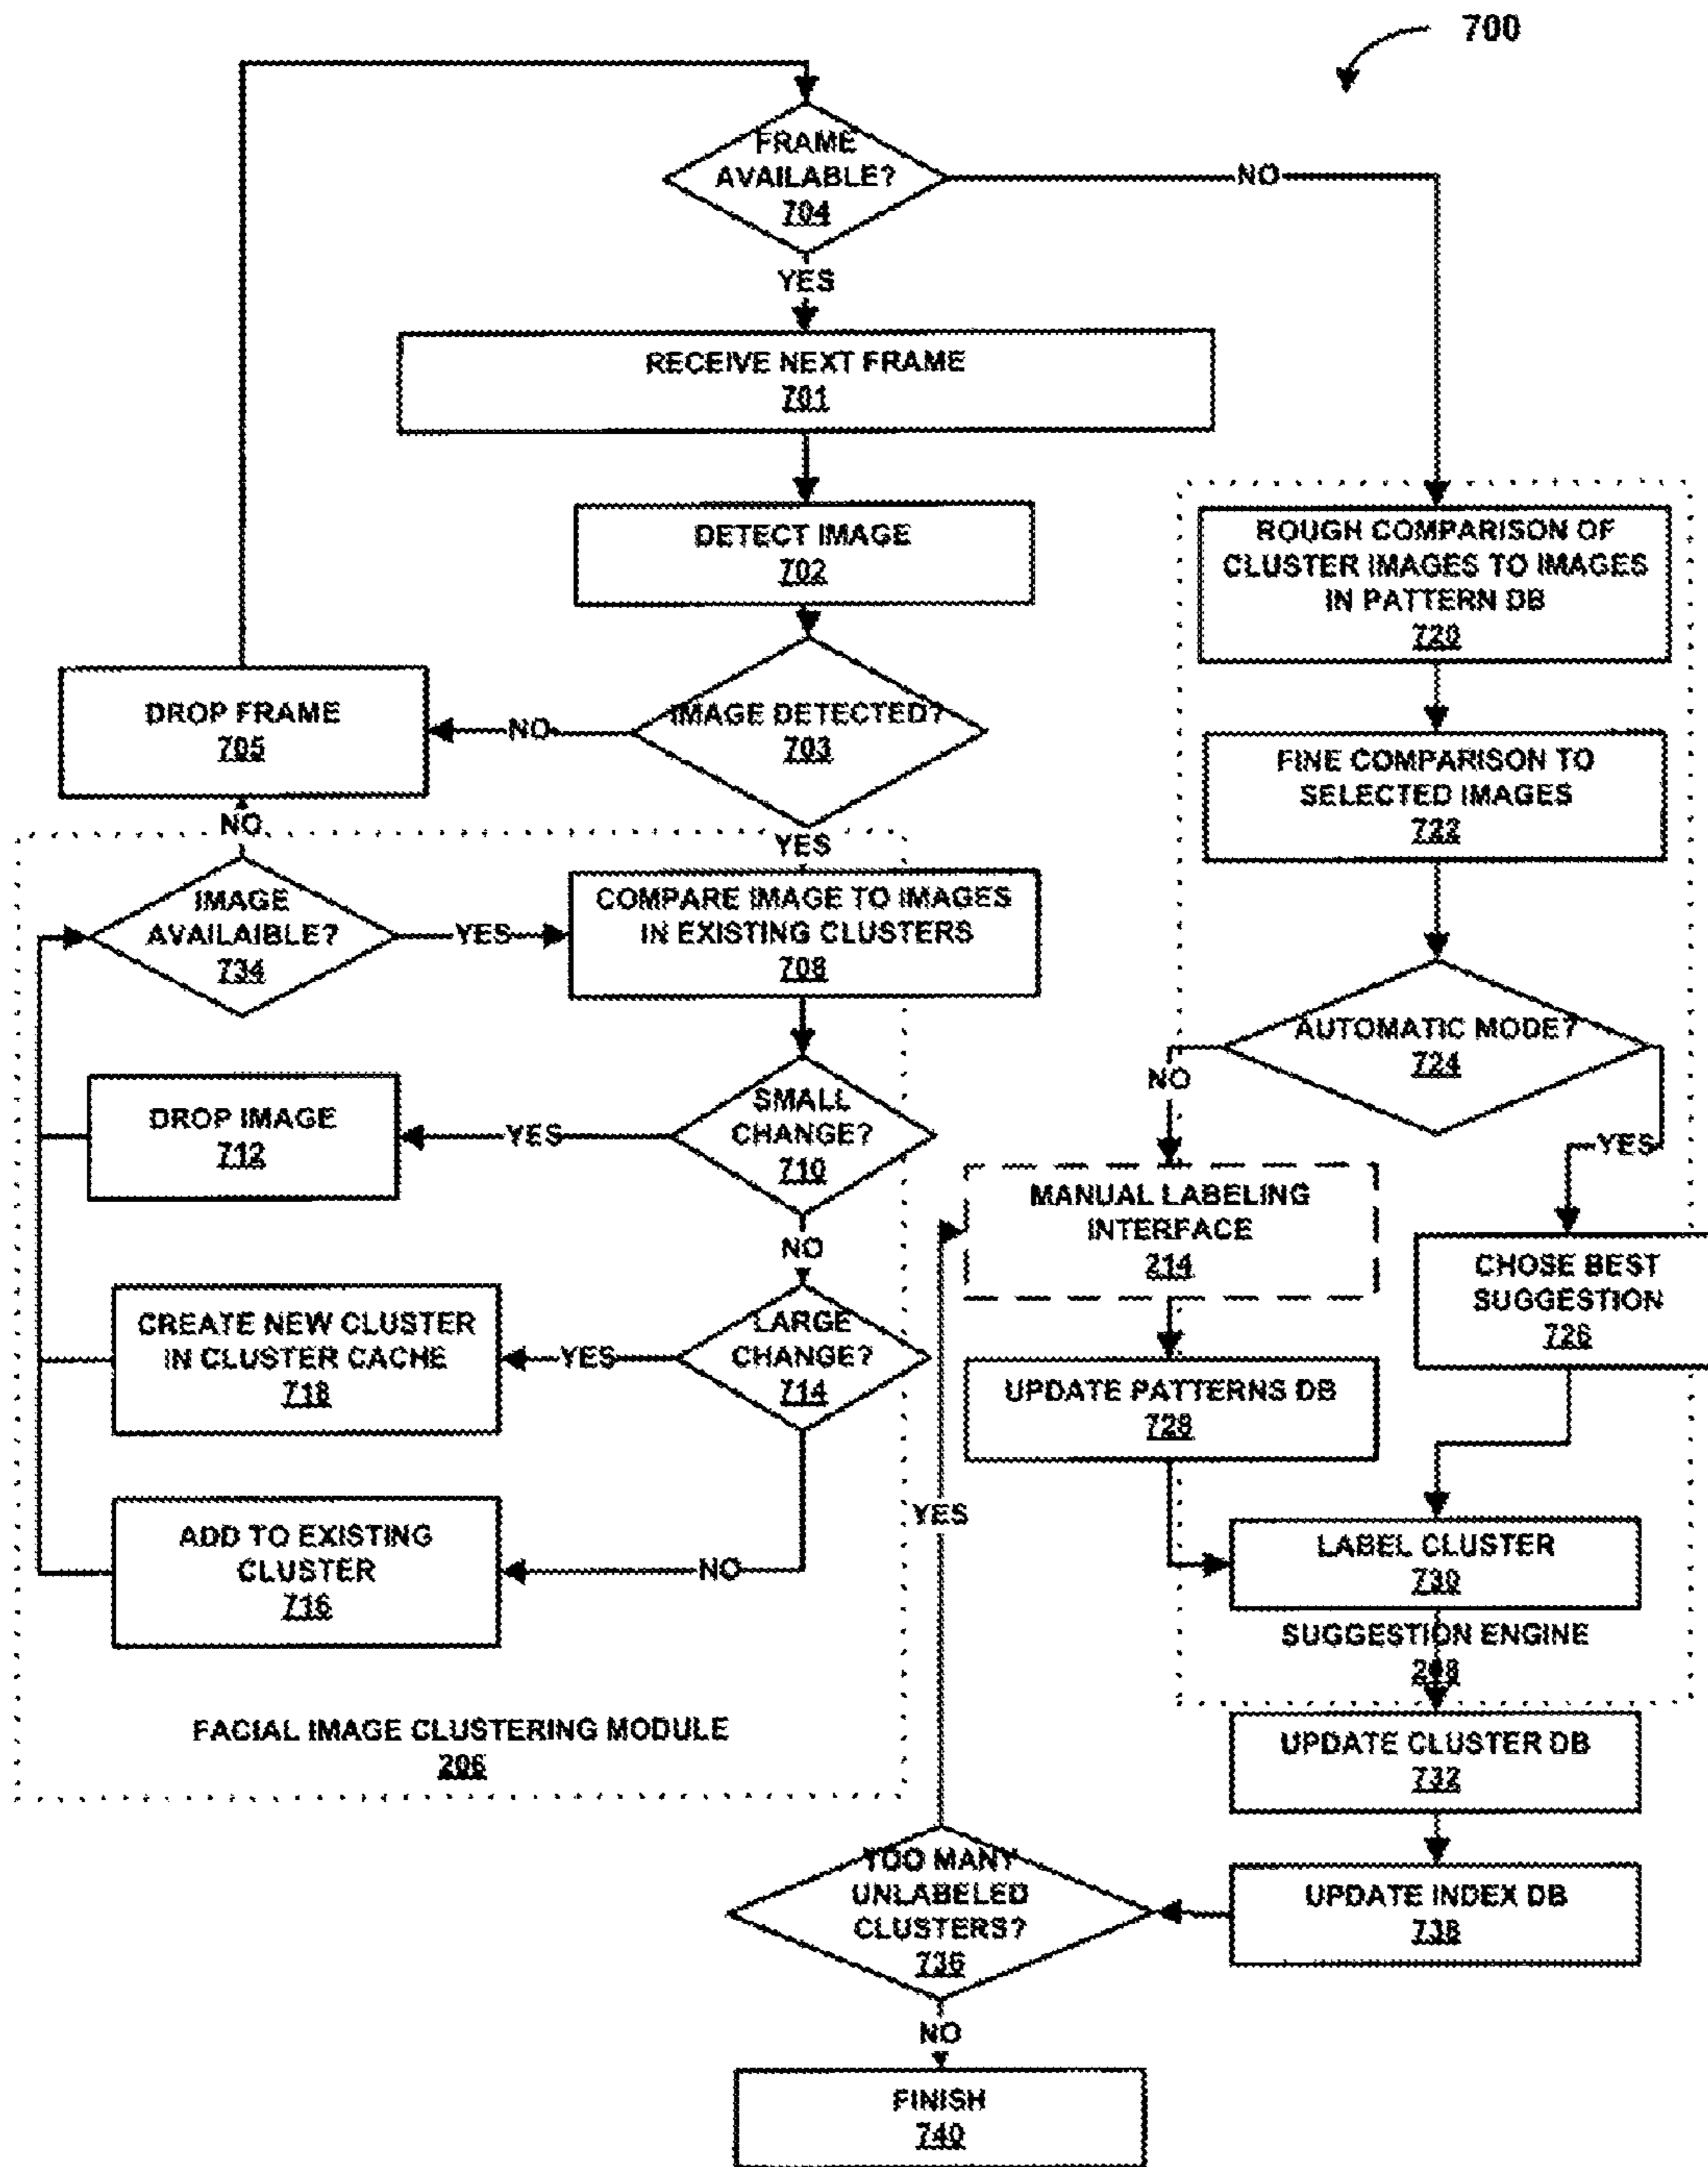 700
FRAME
AVAILABLE?
704
NO
YES
RECEIVE NEXT FRAME
701
DETECT IMAGE
702
IMAGE DETECTED?
703
NO
DROP FRAME
705
YES
NO
IMAGE
AVAILAIBLE?
734
YES
COMPARE IMAGE TO IMAGES
IN EXISTING CLUSTERS
708
SMALL
CHANGE?
710
YES
DROP IMAGE
712
NO
LARGE
CHANGE?
714
YES
CREATE NEW CLUSTER
IN CLUSTER CACHE
718
NO
ADD TO EXISTING
CLUSTER
716
FACIAL IMAGE CLUSTERING MODULE
206
ROUGH COMPARISON OF
CLUSTER IMAGES TO IMAGES
IN PATTERN DB
720
FINE COMPARISON TO
SELECTED IMAGES
722
AUTOMATIC MODE?
724
NO
YES
MANUAL LABELING
INTERFACE
214
CHOSE BEST
SUGGESTION
726
UPDATE PATTERNS DB
728
LABEL CLUSTER
730
SUGGESTION ENGINE
UPDATE CLUSTER DB
732
UPDATE INDEX DB
738
TOO MANY
UNLABELED
CLUSTERS?
736
YES
NO
FINISH
740